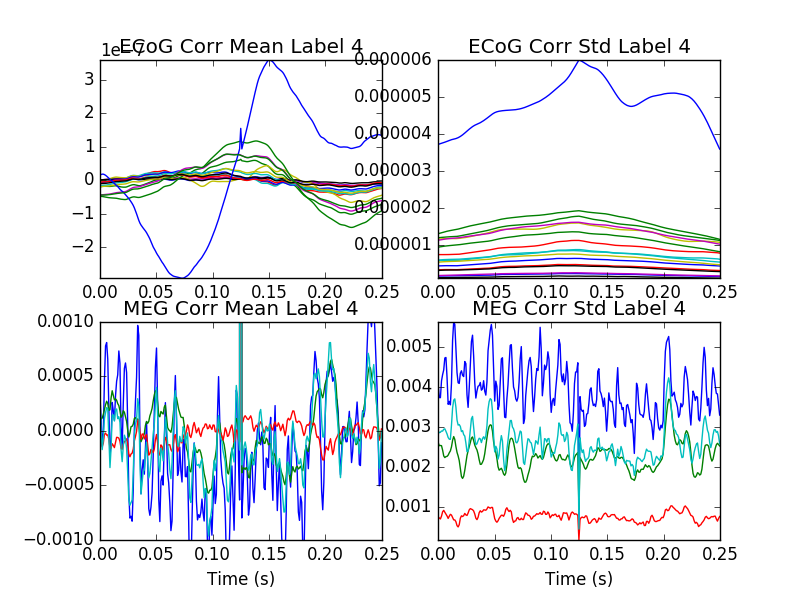 1e−7
ECoG Corr Mean Label 4
3
2
1
0
−1
−2
0.00 0.05 0.10 0.15 0.20 0.25
ECoG Corr Std Label 4
0.000006
0.000005
0.000004
0.000003
0.000002
0.000001
0.00 0.05 0.10 0.15 0.20 0.25
MEG Corr Mean Label 4
0.0010
0.0005
0.0000
−0.0005
−0.0010
0.00 0.05 0.10 0.15 0.20 0.25
Time (s)
MEG Corr Std Label 4
0.005
0.004
0.003
0.002
0.001
0.00 0.05 0.10 0.15 0.20 0.25
Time (s)